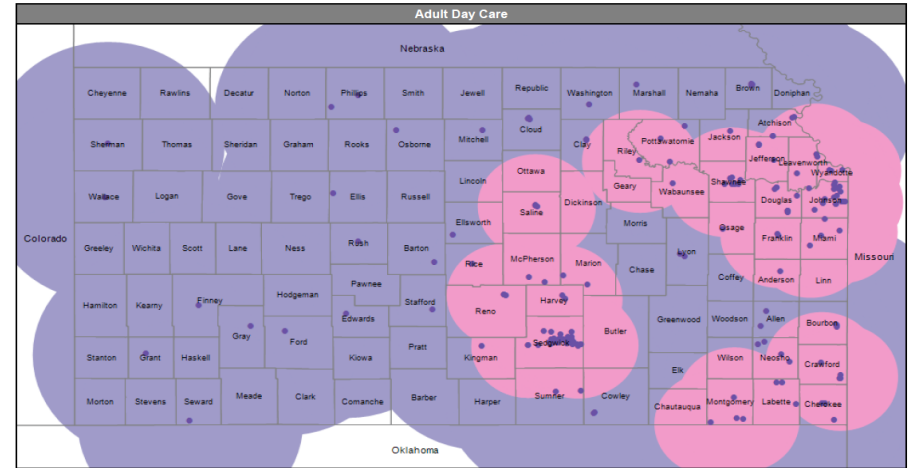 Adult Day Care
Nebraska
Cheyenne Rawlins Decatur Norton Phillips Smith Jewell Republic Washington Marshall Nemaha Brown Doniphan
Atchison
Sherman Thomas Sheridan Graham Rooks Osborne Mitchell Cloud Clay Riley Pottawatomie Jackson Jefferson Leavenworth
Wyandotte
Wallace Logan Gove Trego Ellis Russell Lincoln Ottawa Geary Wabaunsee Shawnee Douglas Johnson
Saline Dickinson
Colorado Greeley Wichita Scott Lane Ness Rush Barton Ellsworth Morris Osage Franklin Miami Missouri
Rice McPherson Marion Chase Lyon Coffey Anderson Linn
Hamilton Kearny Finney Hodgeman Pawnee Stafford Reno Harvey
Gray Ford Edwards Sedgwick Butler Greenwood Woodson Allen Bourbon
Stanton Grant Haskell Kiowa Pratt Kingman Elk Wilson Neosho Crawford
Morton Stevens Seward Meade Clark Comanche Barber Harper Sumner Cowley Chautauqua Montgomery Labette Cherokee
Oklahoma